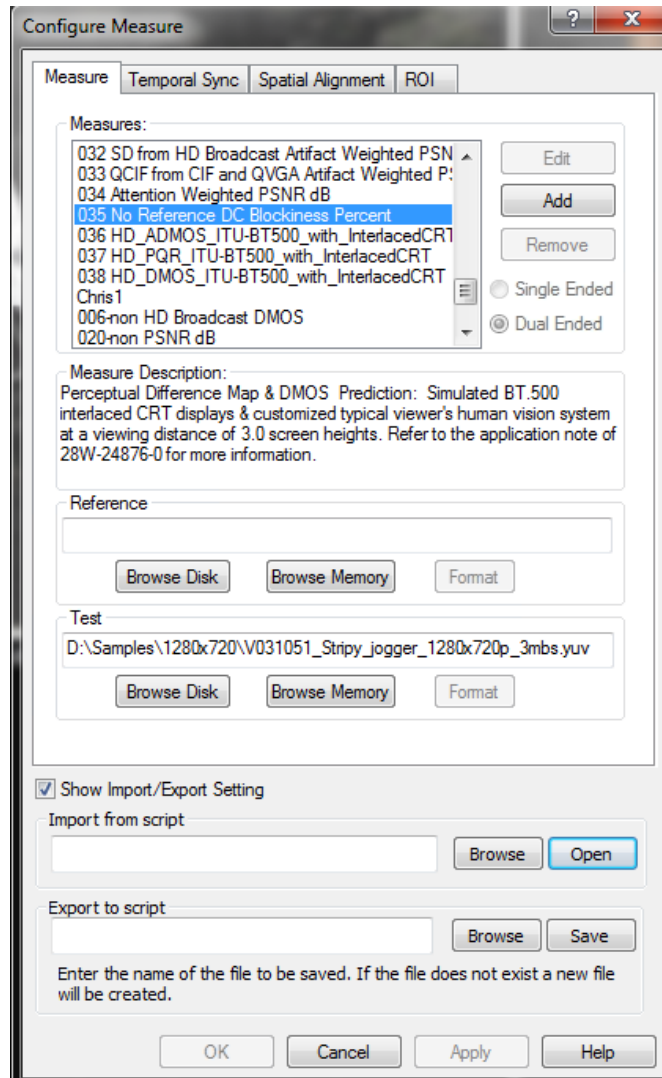 Configure Measure
?
X
Measure Temporal Sync Spatial Alignment ROI
Measures:
032 SD from HD Broadcast Artifact Weighted PSN
033 QCIF from CIF and QVGA Artifact Weighted P
034 Attention Weighted PSNR dB
035 No Reference DC Blockiness Percent
036 HD_ADMOS_ITU-BT500_with_InterlacedCRT
037 HD_PQR_ITU-BT500_with_InterlacedCRT
038 HD_DMOS_ITU-BT500_with_InterlacedCRT
Chris1
006-non HD Broadcast DMOS
020-non PSNR dB
Edit
Add
Remove
Single Ended
Dual Ended
Measure Description:
Perceptual Difference Map & DMOS Prediction: Simulated BT.500
interlaced CRT displays & customized typical viewer's human vision system
at a viewing distance of 3.0 screen heights. Refer to the application note of
28W-24876-0 for more information.
Reference
Browse Disk Browse Memory Format
Test
D:\Samples\1280x720\V031051_Stripy_jogger_1280x720p_3mbs.yuv
Browse Disk Browse Memory Format
Show Import/Export Setting
Import from script
Browse Open
Export to script
Browse Save
Enter the name of the file to be saved. If the file does not exist a new file
will be created.
OK Cancel Apply Help